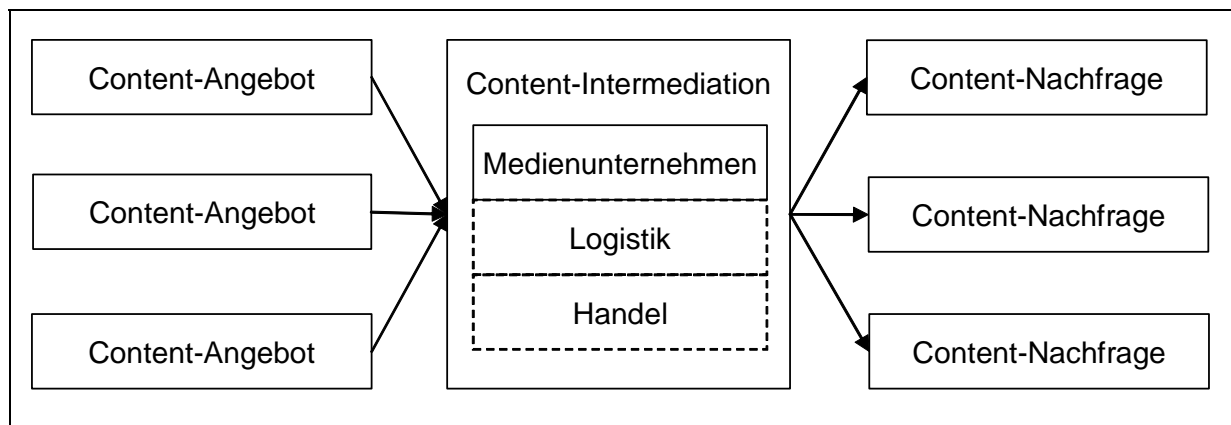 Content-Angebot
Content-Angebot
Content-Angebot
Content-Intermediation
Medienunternehmen
Logistik
Handel
Content-Nachfrage
Content-Nachfrage
Content-Nachfrage